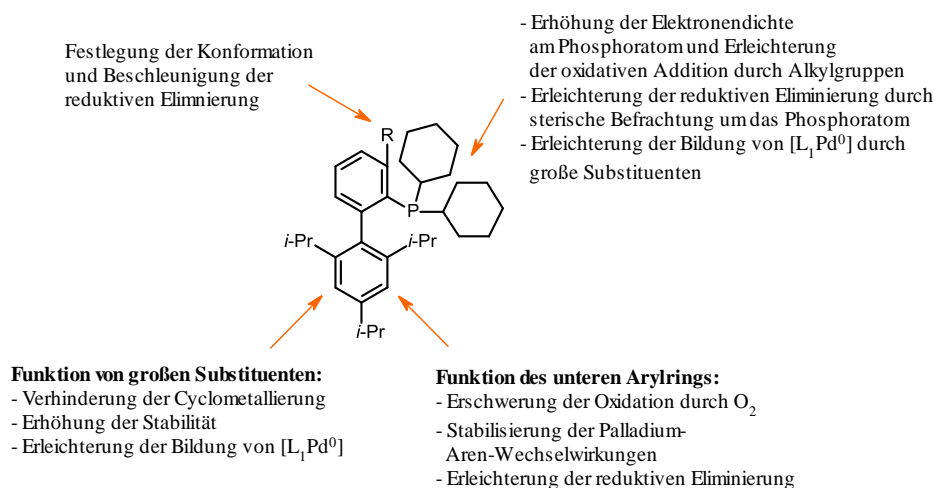 Festlegung der Konformation
und Beschleunigung der
reduktiven Elimnierung
- Erhöhung der Elektronendichte
am Phosphoratom und Erleichterung
der oxidativen Addition durch Alkylgruppen
- Erleichterung der reduktiven Eliminierung durch
sterische Befrachtung um das Phosphoratom
- Erleichterung der Bildung von [L₁Pd⁰] durch
große Substituenten
R
P
i-Pr
i-Pr
i-Pr
Funktion von großen Substituenten:
- Verhinderung der Cyclometallierung
- Erhöhung der Stabilität
- Erleichterung der Bildung von [L₁Pd⁰]
Funktion des unteren Arylrings:
- Erschwerung der Oxidation durch O₂
- Stabilisierung der Palladium-
Aren-Wechselwirkungen
- Erleichterung der reduktiven Eliminierung